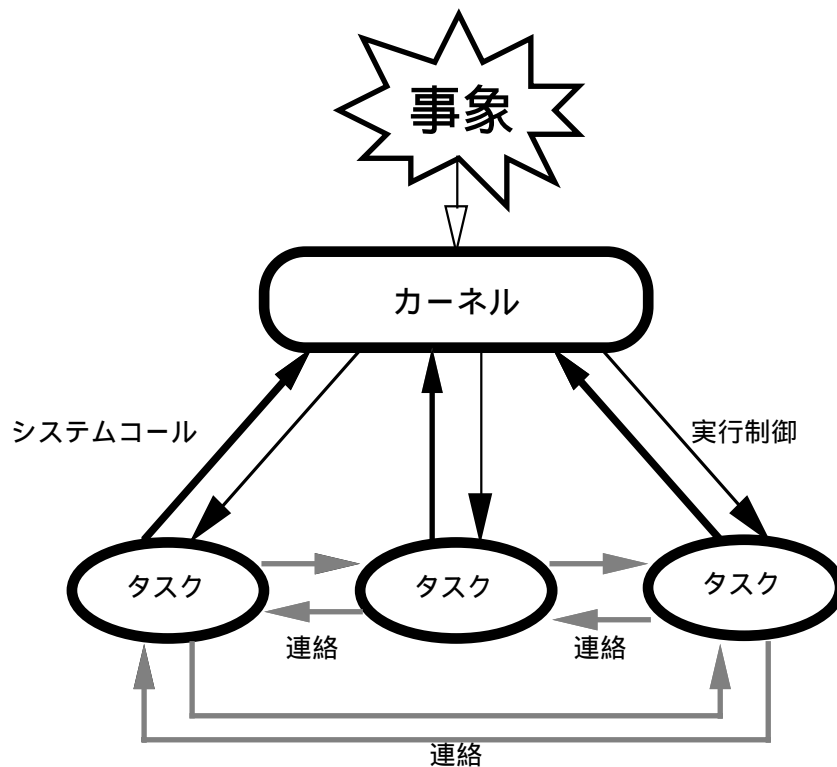 事象
カーネル
システムコール
実行制御
タスク
タスク
タスク
連絡
連絡
連絡